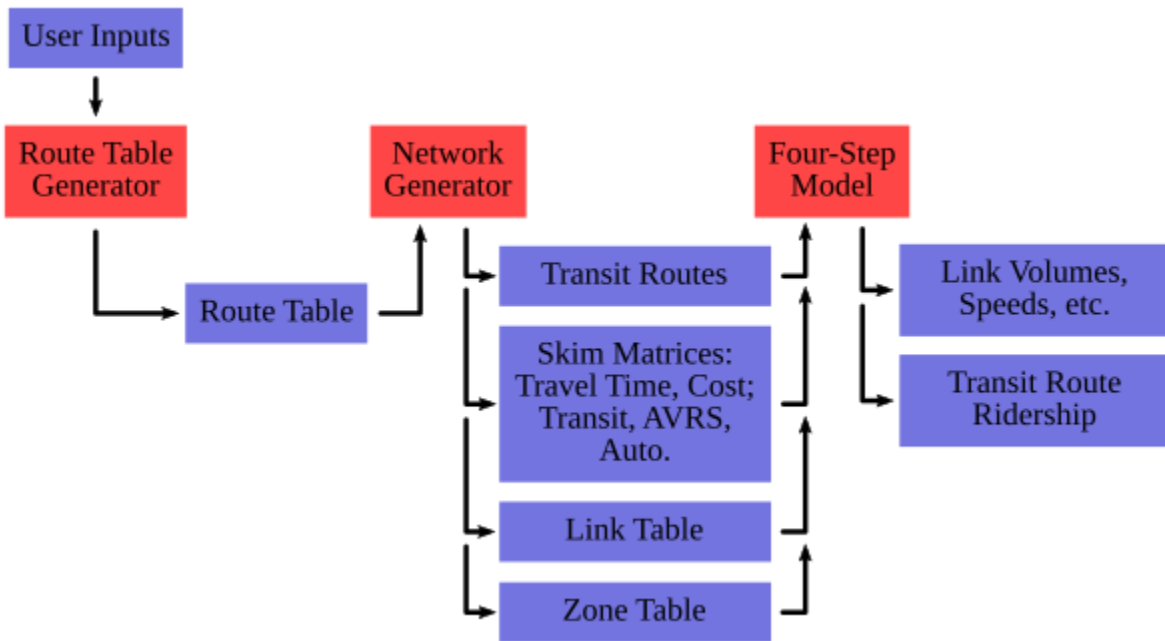 User Inputs
Route Table
Generator
Network
Generator
Four-Step
Model
Route Table
Transit Routes
Skim Matrices:
Travel Time, Cost;
Transit, AVRS,
Auto.
Link Table
Zone Table
Link Volumes,
Speeds, etc.
Transit Route
Ridership